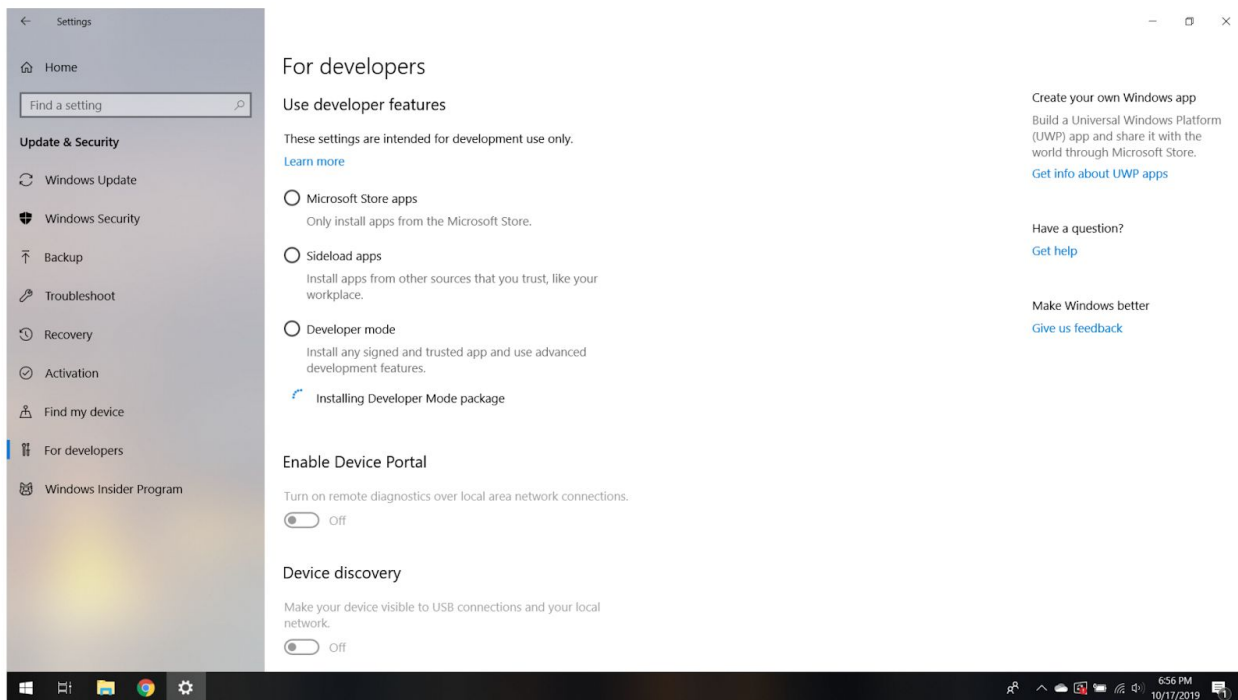 Settings
Home
Find a setting
Update & Security
Windows Update
Windows Security
Backup
Troubleshoot
Recovery
Activation
Find my device
For developers
Windows Insider Program
For developers
Use developer features
These settings are intended for development use only.
Learn more
Microsoft Store apps
Only install apps from the Microsoft Store.
Sideload apps
Install apps from other sources that you trust, like your
workplace.
Developer mode
Install any signed and trusted app and use advanced
development features.
Installing Developer Mode package
Enable Device Portal
Turn on remote diagnostics over local area network connections.
Off
Device discovery
Make your device visible to USB connections and your local
network.
Off
Create your own Windows app
Build a Universal Windows Platform
(UWP) app and share it with the
world through Microsoft Store.
Get info about UWP apps
Have a question?
Get help
Make Windows better
Give us feedback
6:56 PM
10/17/2019
1